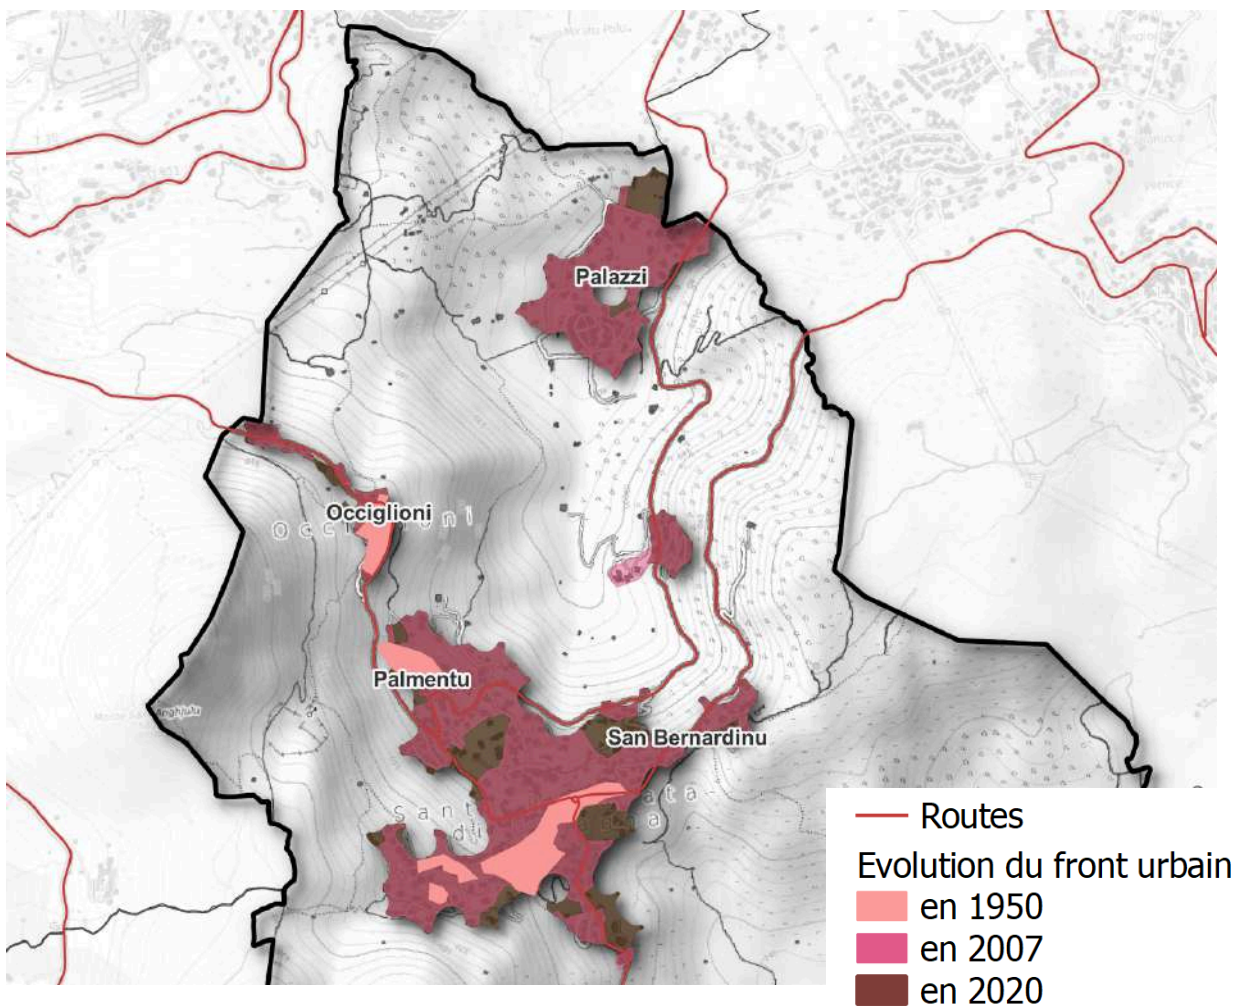 Palazzi
Occiglioni
Palmentu
San Bernardinu
Routes
Evolution du front urbain
en 1950
en 2007
en 2020